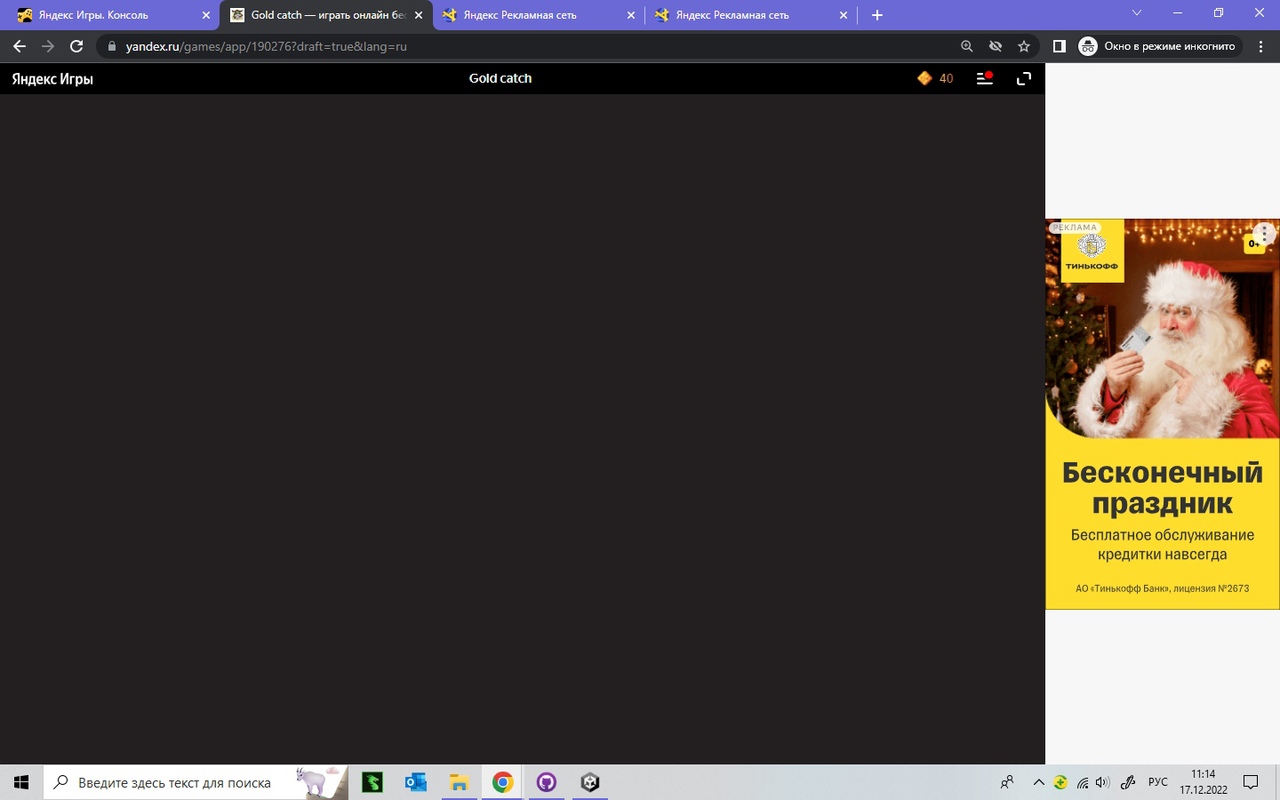 Яндекс Игры. Консоль
Gold catch — играть онлайн бес
Яндекс Рекламная сеть
Яндекс Рекламная сеть
yandex.ru/games/app/190276?draft=true&lang=ru
Окно в режиме инкогнито
Яндекс Игры
Gold catch
40
РЕКЛАМА
0+
ТИНЬКОФФ
Бесконечный
праздник
Бесплатное обслуживание
кредитки навсегда
АО «Тинькофф Банк», лицензия №2673
Введите здесь текст для поиска
РУС
11:14
17.12.2022